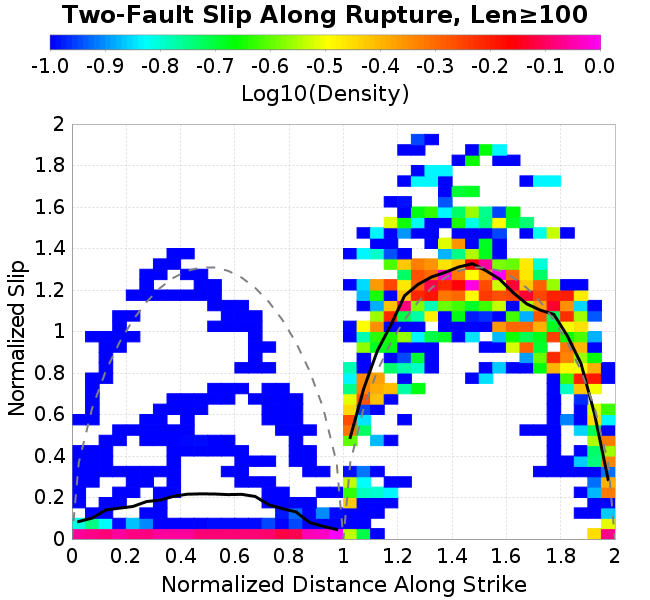 Two-Fault Slip Along Rupture, Len≥100
-1.0 -0.9 -0.8 -0.7 -0.6 -0.5 -0.4 -0.3 -0.2 -0.1 0.0
Log10(Density)
2
1.8
1.6
1.4
1.2
1
0.8
0.6
0.4
0.2
0
Normalized Slip
0 0.2 0.4 0.6 0.8 1 1.2 1.4 1.6 1.8 2
Normalized Distance Along Strike